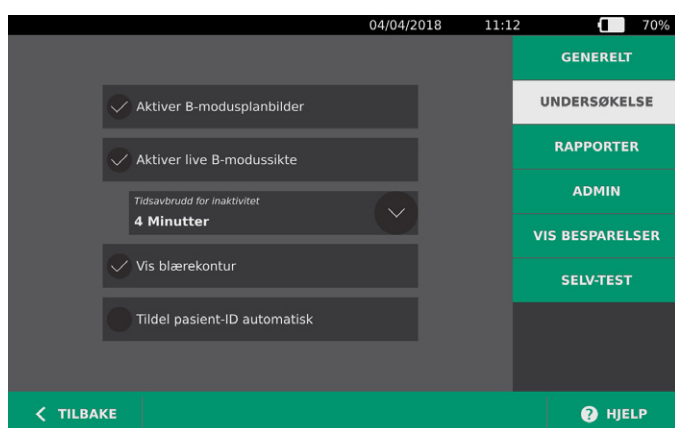 04/04/2018 11:12 70%
GENERELT
UNDERSØKELSE
RAPPORTER
ADMIN
VIS BESPARELSER
SELV-TEST
Aktiver B-modusplanbilder
Aktiver live B-modussikte
Tidsavbrudd for inaktivitet
4 Minutter
Vis blærekontur
Tildel pasient-ID automatisk
TILBAKE
? HJELP